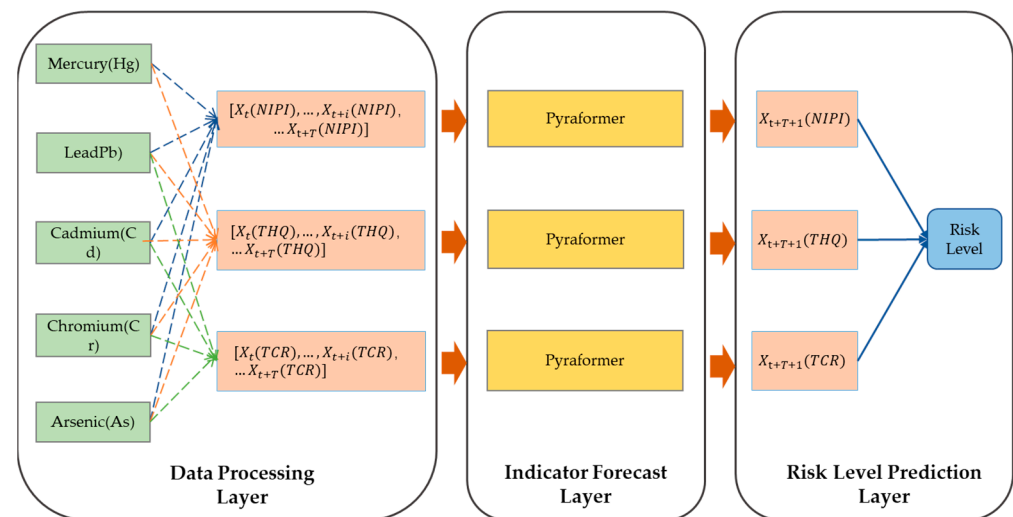 Mercury(Hg)
LeadPb)
Cadmium(C
d)
Chromium(C
r)
Arsenic(As)
[X_t(NIPI),...,X_{t+i}(NIPI),
...X_{t+T}(NIPI)]
[X_t(THQ),...,X_{t+i}(THQ),
...X_{t+T}(THQ)]
[X_t(TCR),...,X_{t+i}(TCR),
...X_{t+T}(TCR)]
Data Processing
Layer
Pyraformer
Pyraformer
Pyraformer
Indicator Forecast
Layer
X_{t+T+1}(NIPI)
X_{t+T+1}(THQ)
X_{t+T+1}(TCR)
Risk
Level
Risk Level Prediction
Layer